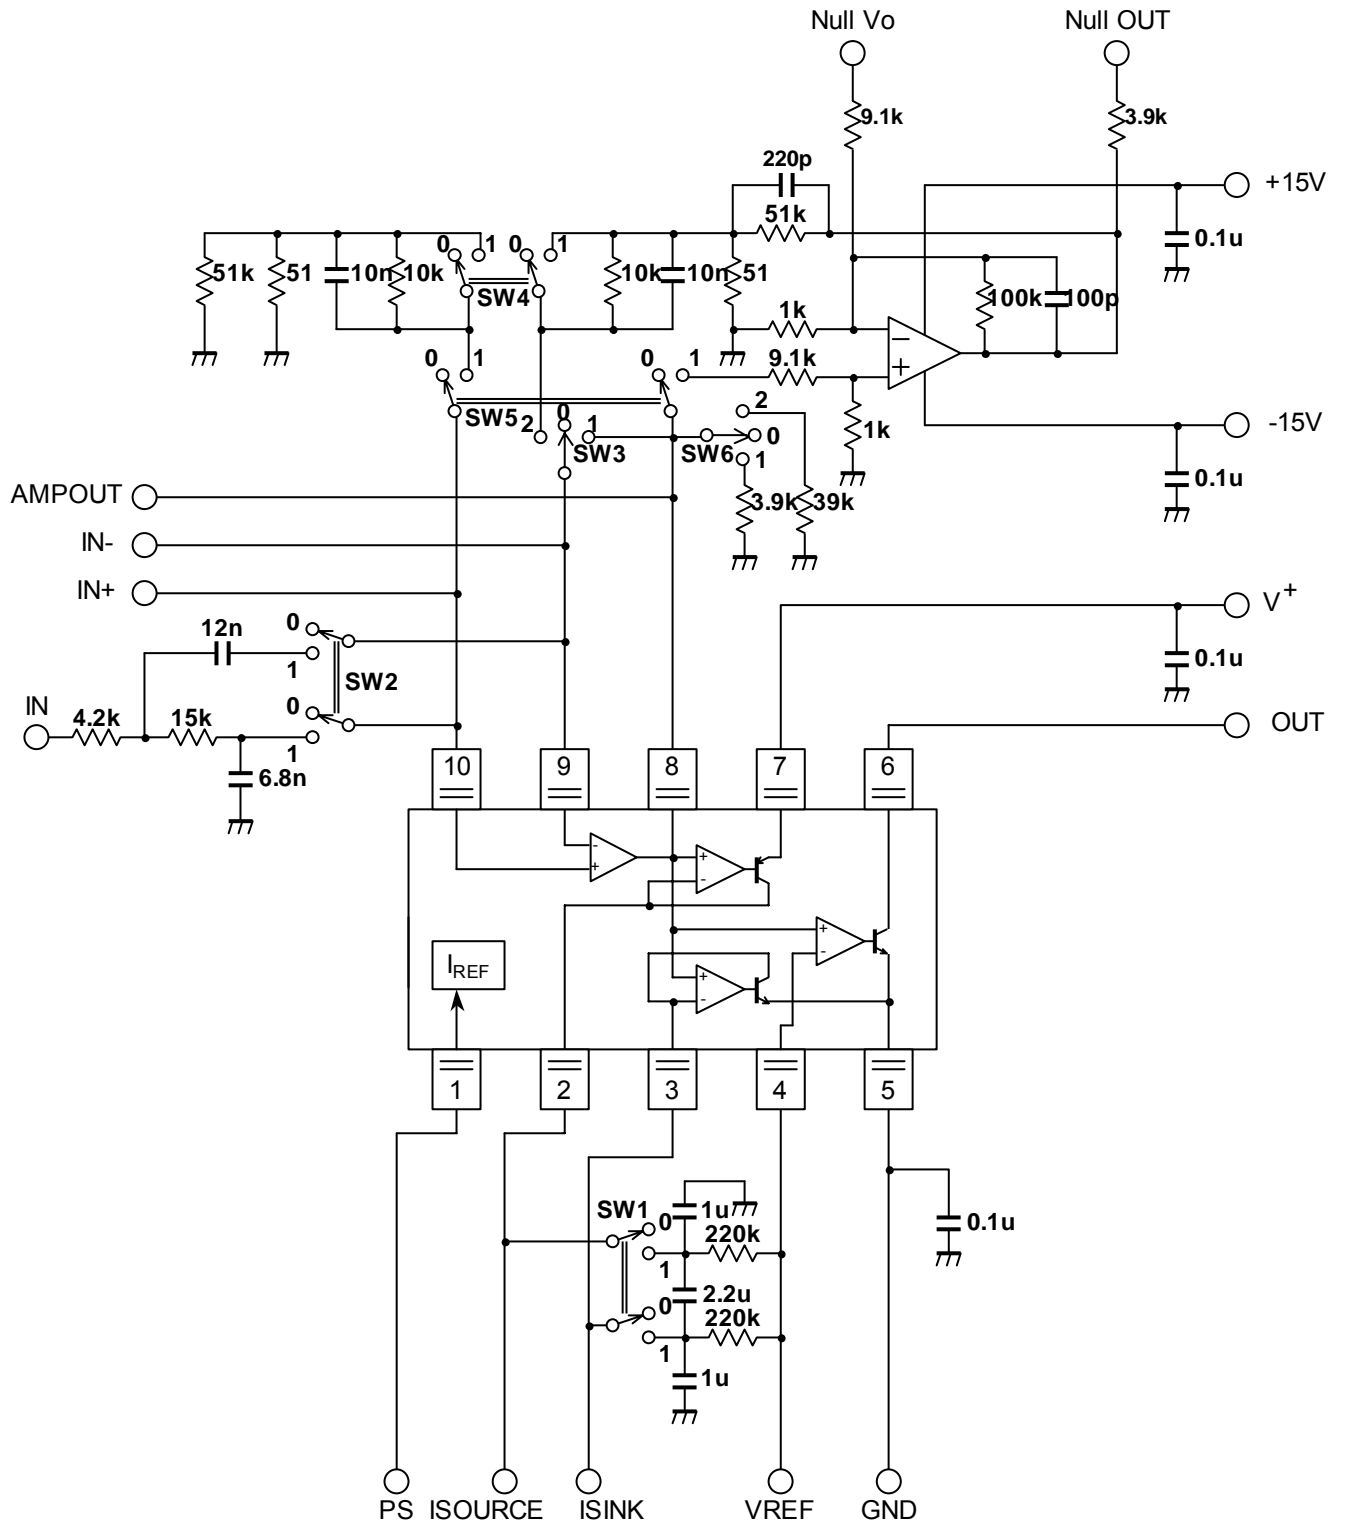 Null Vo Null OUT
9.1k 3.9k
220p
+15V
51k
0 1 0 1
0.1u
51k 51 10n 10k SW4 10k 10n 51
100k 100p
1k
−
+
0 1 0 1 9.1k
SW5 2 0 1 SW3 SW6 2 0 1
1k
-15V
0.1u
AMPOUT
3.9k 39k
IN-
IN+
V+
12n 0 1
0.1u
SW2
IN 4.2k 15k 0 1
OUT
6.8n
10 9 8 7 6
- +
+ -
+ -
IREF
+ -
1 2 3 4 5
SW1 0 1u
220k
1
0.1u
2.2u
0 220k
1
1u
PS ISOURCE ISINK VREF GND